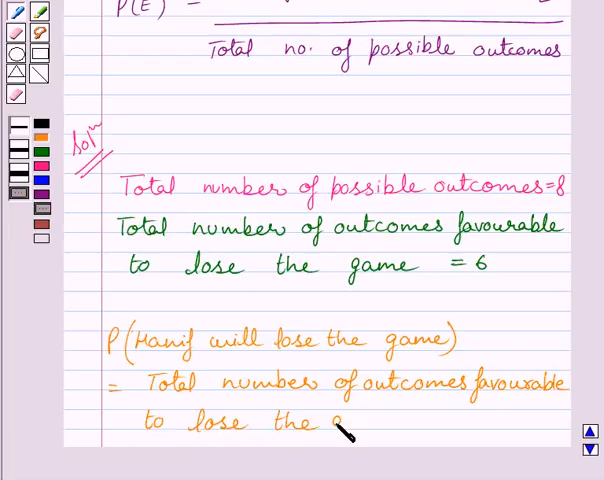 P(E) =
Total no. of possible outcomes
Solⁿ
Total number of possible outcomes=8
Total number of outcomes favourable
to lose the game = 6
P(Hanif will lose the game)
= Total number of outcomes favourable
to lose the